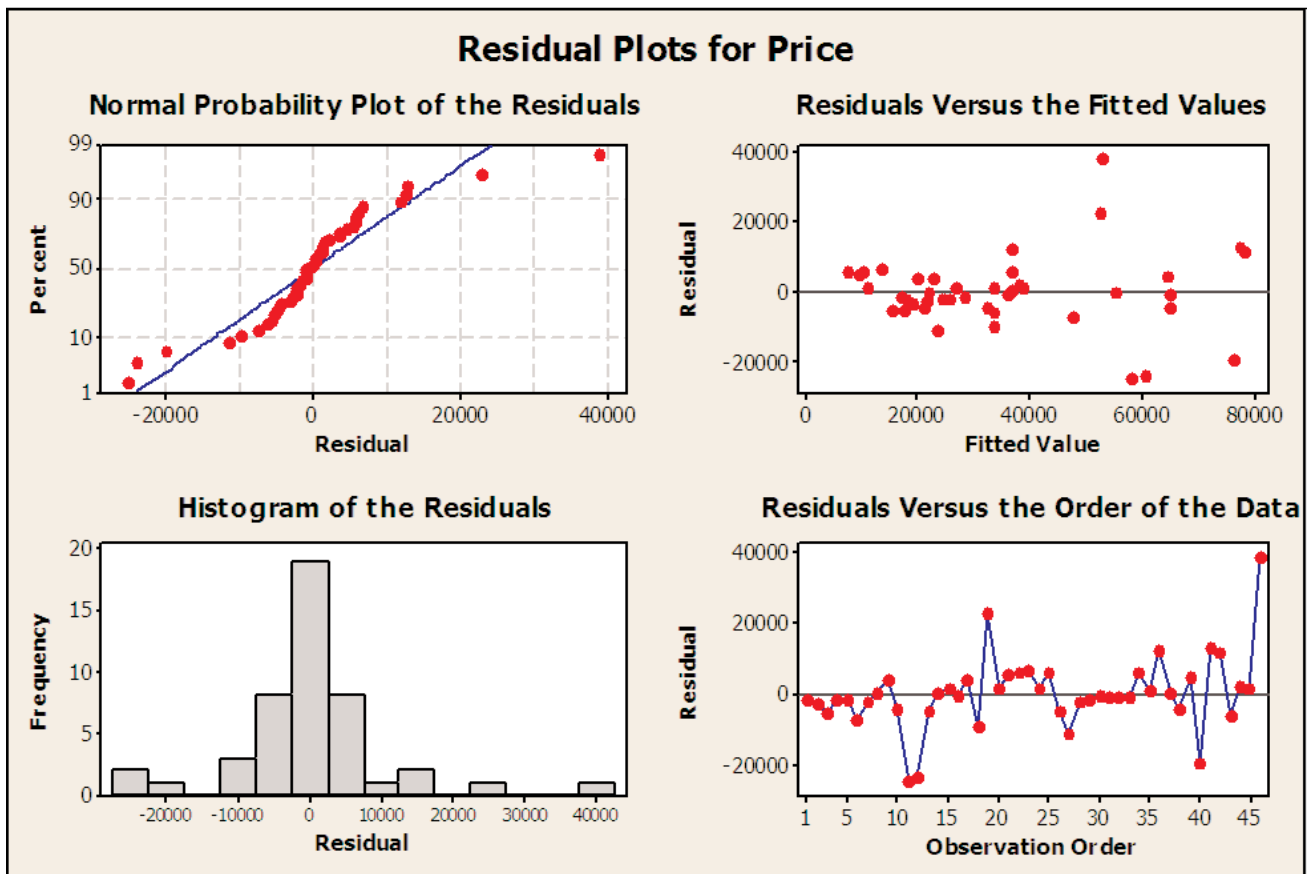 Residual Plots for Price
Normal Probability Plot of the Residuals
99
90
50
10
1
Percent
-20000 0 20000 40000
Residual
Residuals Versus the Fitted Values
40000
20000
0
-20000
Residual
0 20000 40000 60000 80000
Fitted Value
Histogram of the Residuals
20
15
10
5
0
Frequency
-20000 -10000 0 10000 20000 30000 40000
Residual
Residuals Versus the Order of the Data
40000
20000
0
-20000
Residual
1 5 10 15 20 25 30 35 40 45
Observation Order